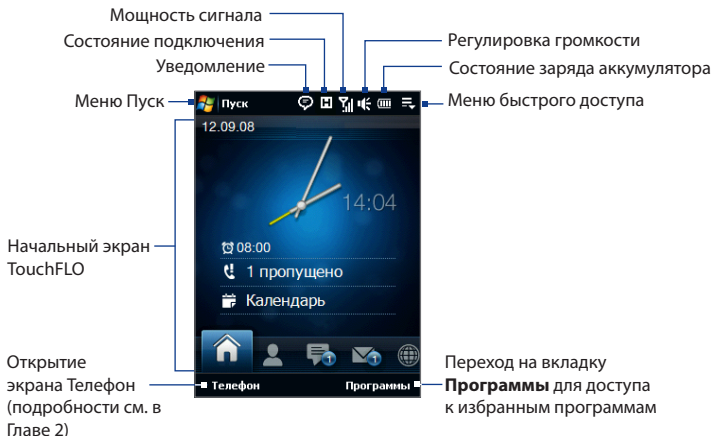 Мощность сигнала
Состояние подключения
Уведомление
Меню Пуск
Регулировка громкости
Состояние заряда аккумулятора
Меню быстрого доступа
Пуск
12.09.08
14:04
08:00
1 пропущено
Календарь
1
1
Телефон
Программы
Начальный экран
TouchFLO
Открытие
экрана Телефон
(подробности см. в
Главе 2)
Переход на вкладку
Программы для доступа
к избранным программам